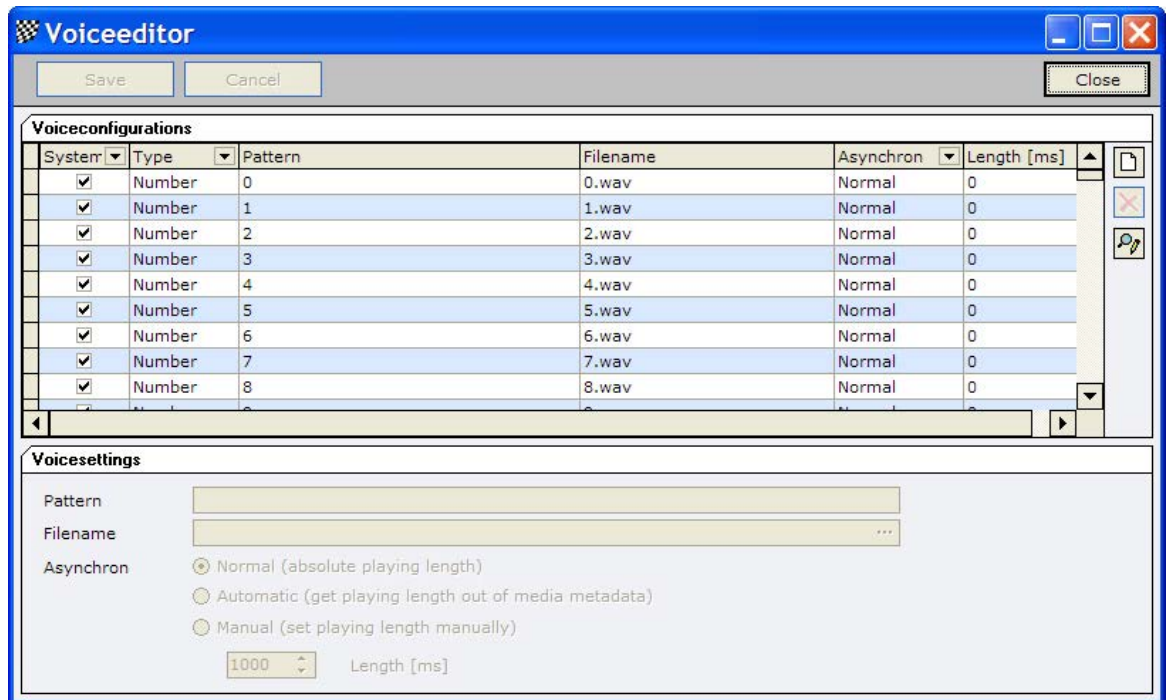 Voiceeditor
Save Cancel Close
Voiceconfigurations
System Type Pattern Filename Asynchron Length [ms]
Number 0 0.wav Normal 0
Number 1 1.wav Normal 0
Number 2 2.wav Normal 0
Number 3 3.wav Normal 0
Number 4 4.wav Normal 0
Number 5 5.wav Normal 0
Number 6 6.wav Normal 0
Number 7 7.wav Normal 0
Number 8 8.wav Normal 0
Voicesettings
Pattern
Filename ...
Asynchron Normal (absolute playing length)
Automatic (get playing length out of media metadata)
Manual (set playing length manually)
1000 Length [ms]